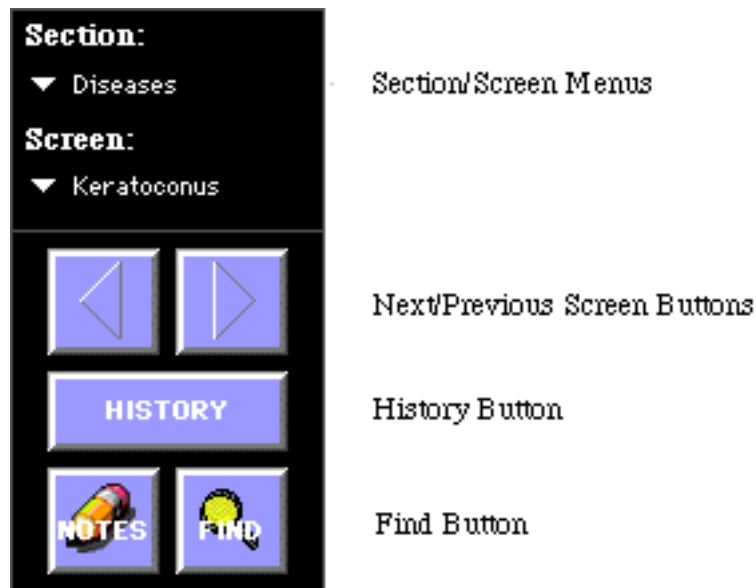 Section:
Diseases
Section/Screen Menus
Screen:
Keratoconus
Next/Previous Screen Buttons
HISTORY
History Button
NOTES
FIND
Find Button